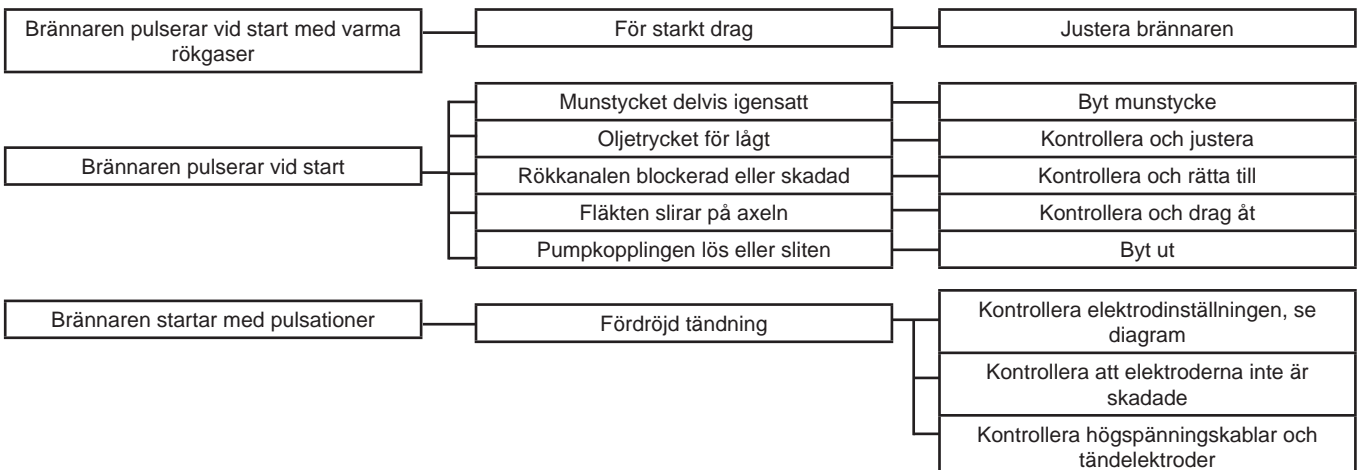 Brännaren pulserar vid start med varma
rökgaser
För starkt drag
Justera brännaren
Brännaren pulserar vid start
Munstycket delvis igensatt
Byt munstycke
Oljetrycket för lågt
Kontrollera och justera
Rökkanalen blockerad eller skadad
Kontrollera och rätta till
Fläkten slirar på axeln
Kontrollera och drag åt
Pumpkopplingen lös eller sliten
Byt ut
Brännaren startar med pulsationer
Fördröjd tändning
Kontrollera elektrodinställningen, se
diagram
Kontrollera att elektroderna inte är
skadade
Kontrollera högspänningskablar och
tändelektroder